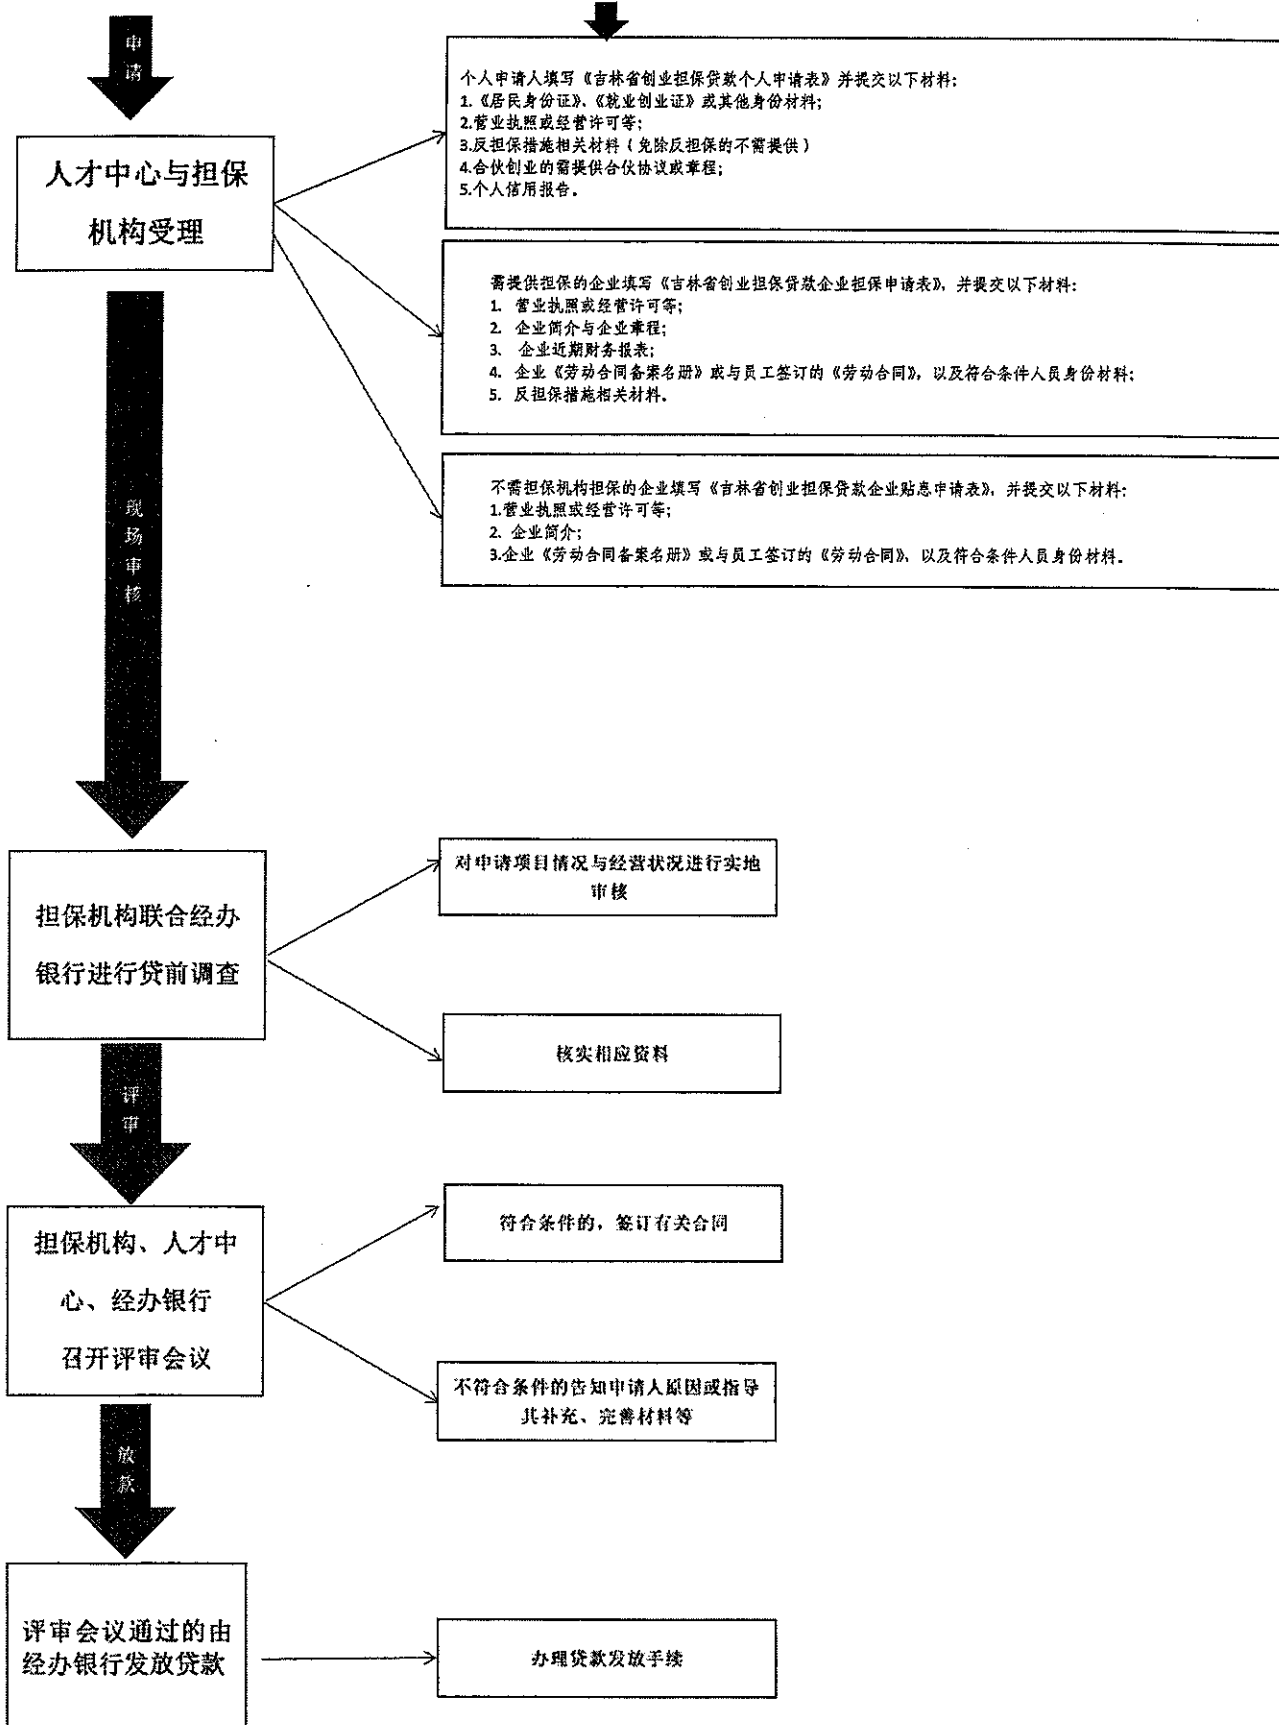 申
请
人才中心与担保
机构受理
个人申请人填写《吉林省创业担保贷款个人申请表》并提交以下材料:
1.《居民身份证》、《就业创业证》或其他身份材料;
2.营业执照或经营许可等;
3.反担保措施相关材料（免除反担保的不需提供）
4.合伙创业的需提供合伙协议或章程;
5.个人信用报告。
需提供担保的企业填写《吉林省创业担保贷款企业担保申请表》，并提交以下材料:
1. 营业执照或经营许可等;
2. 企业简介与企业章程;
3. 企业近期财务报表;
4. 企业《劳动合同备案名册》或与员工签订的《劳动合同》，以及符合条件人员身份材料;
5. 反担保措施相关材料。
不需担保机构担保的企业填写《吉林省创业担保贷款企业贴息申请表》，并提交以下材料:
1.营业执照或经营许可等;
2. 企业简介;
3.企业《劳动合同备案名册》或与员工签订的《劳动合同》，以及符合条件人员身份材料。
现
场
审
核
担保机构联合经办
银行进行贷前调查
对申请项目情况与经营状况进行实地
审核
核实相应资料
评
审
担保机构、人才中
心、经办银行
召开评审会议
符合条件的，签订有关合同
不符合条件的告知申请人原因或指导
其补充、完善材料等
放
款
评审会议通过的由
经办银行发放贷款
办理贷款发放手续